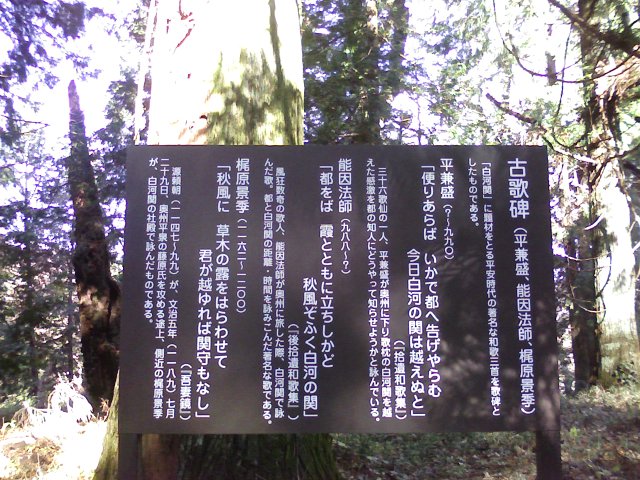 古歌碑（平兼盛、能因法師、梶原景季）
「白河関」に題材をとる平安時代の著名な和歌三首を歌碑と
したものである。
平兼盛（？〜九九〇）
「便りあらば　いかで都へ告げやらむ
今日白河の関は越えぬと」
（拾遺和歌集）
三十六歌仙の一人、平兼盛が奥州に下り歌枕の白河関を越
えた感激を都の知人にどうやって知らせようかと詠んでいる。
能因法師（九八八〜？）
「都をば　霞とともに立ちしかど
秋風ぞふく白河の関」
（後拾遺和歌集）
風狂数奇の歌人、能因法師が奥州に旅した際、白河関で詠
んだ歌。都と白河関の距離・時間を詠みこんだ著名な歌である。
梶原景季（一一六二〜一二〇〇）
「秋風に　草木の露をはらわせて
君が越ゆれば関守もなし」
（吾妻鏡）
源頼朝（一一四七〜九九）が、文治五年（一一八九）七月
二十九日、奥州平泉の藤原氏を攻める途上、側近の梶原景季
が、白河関の社殿で詠んだものである。